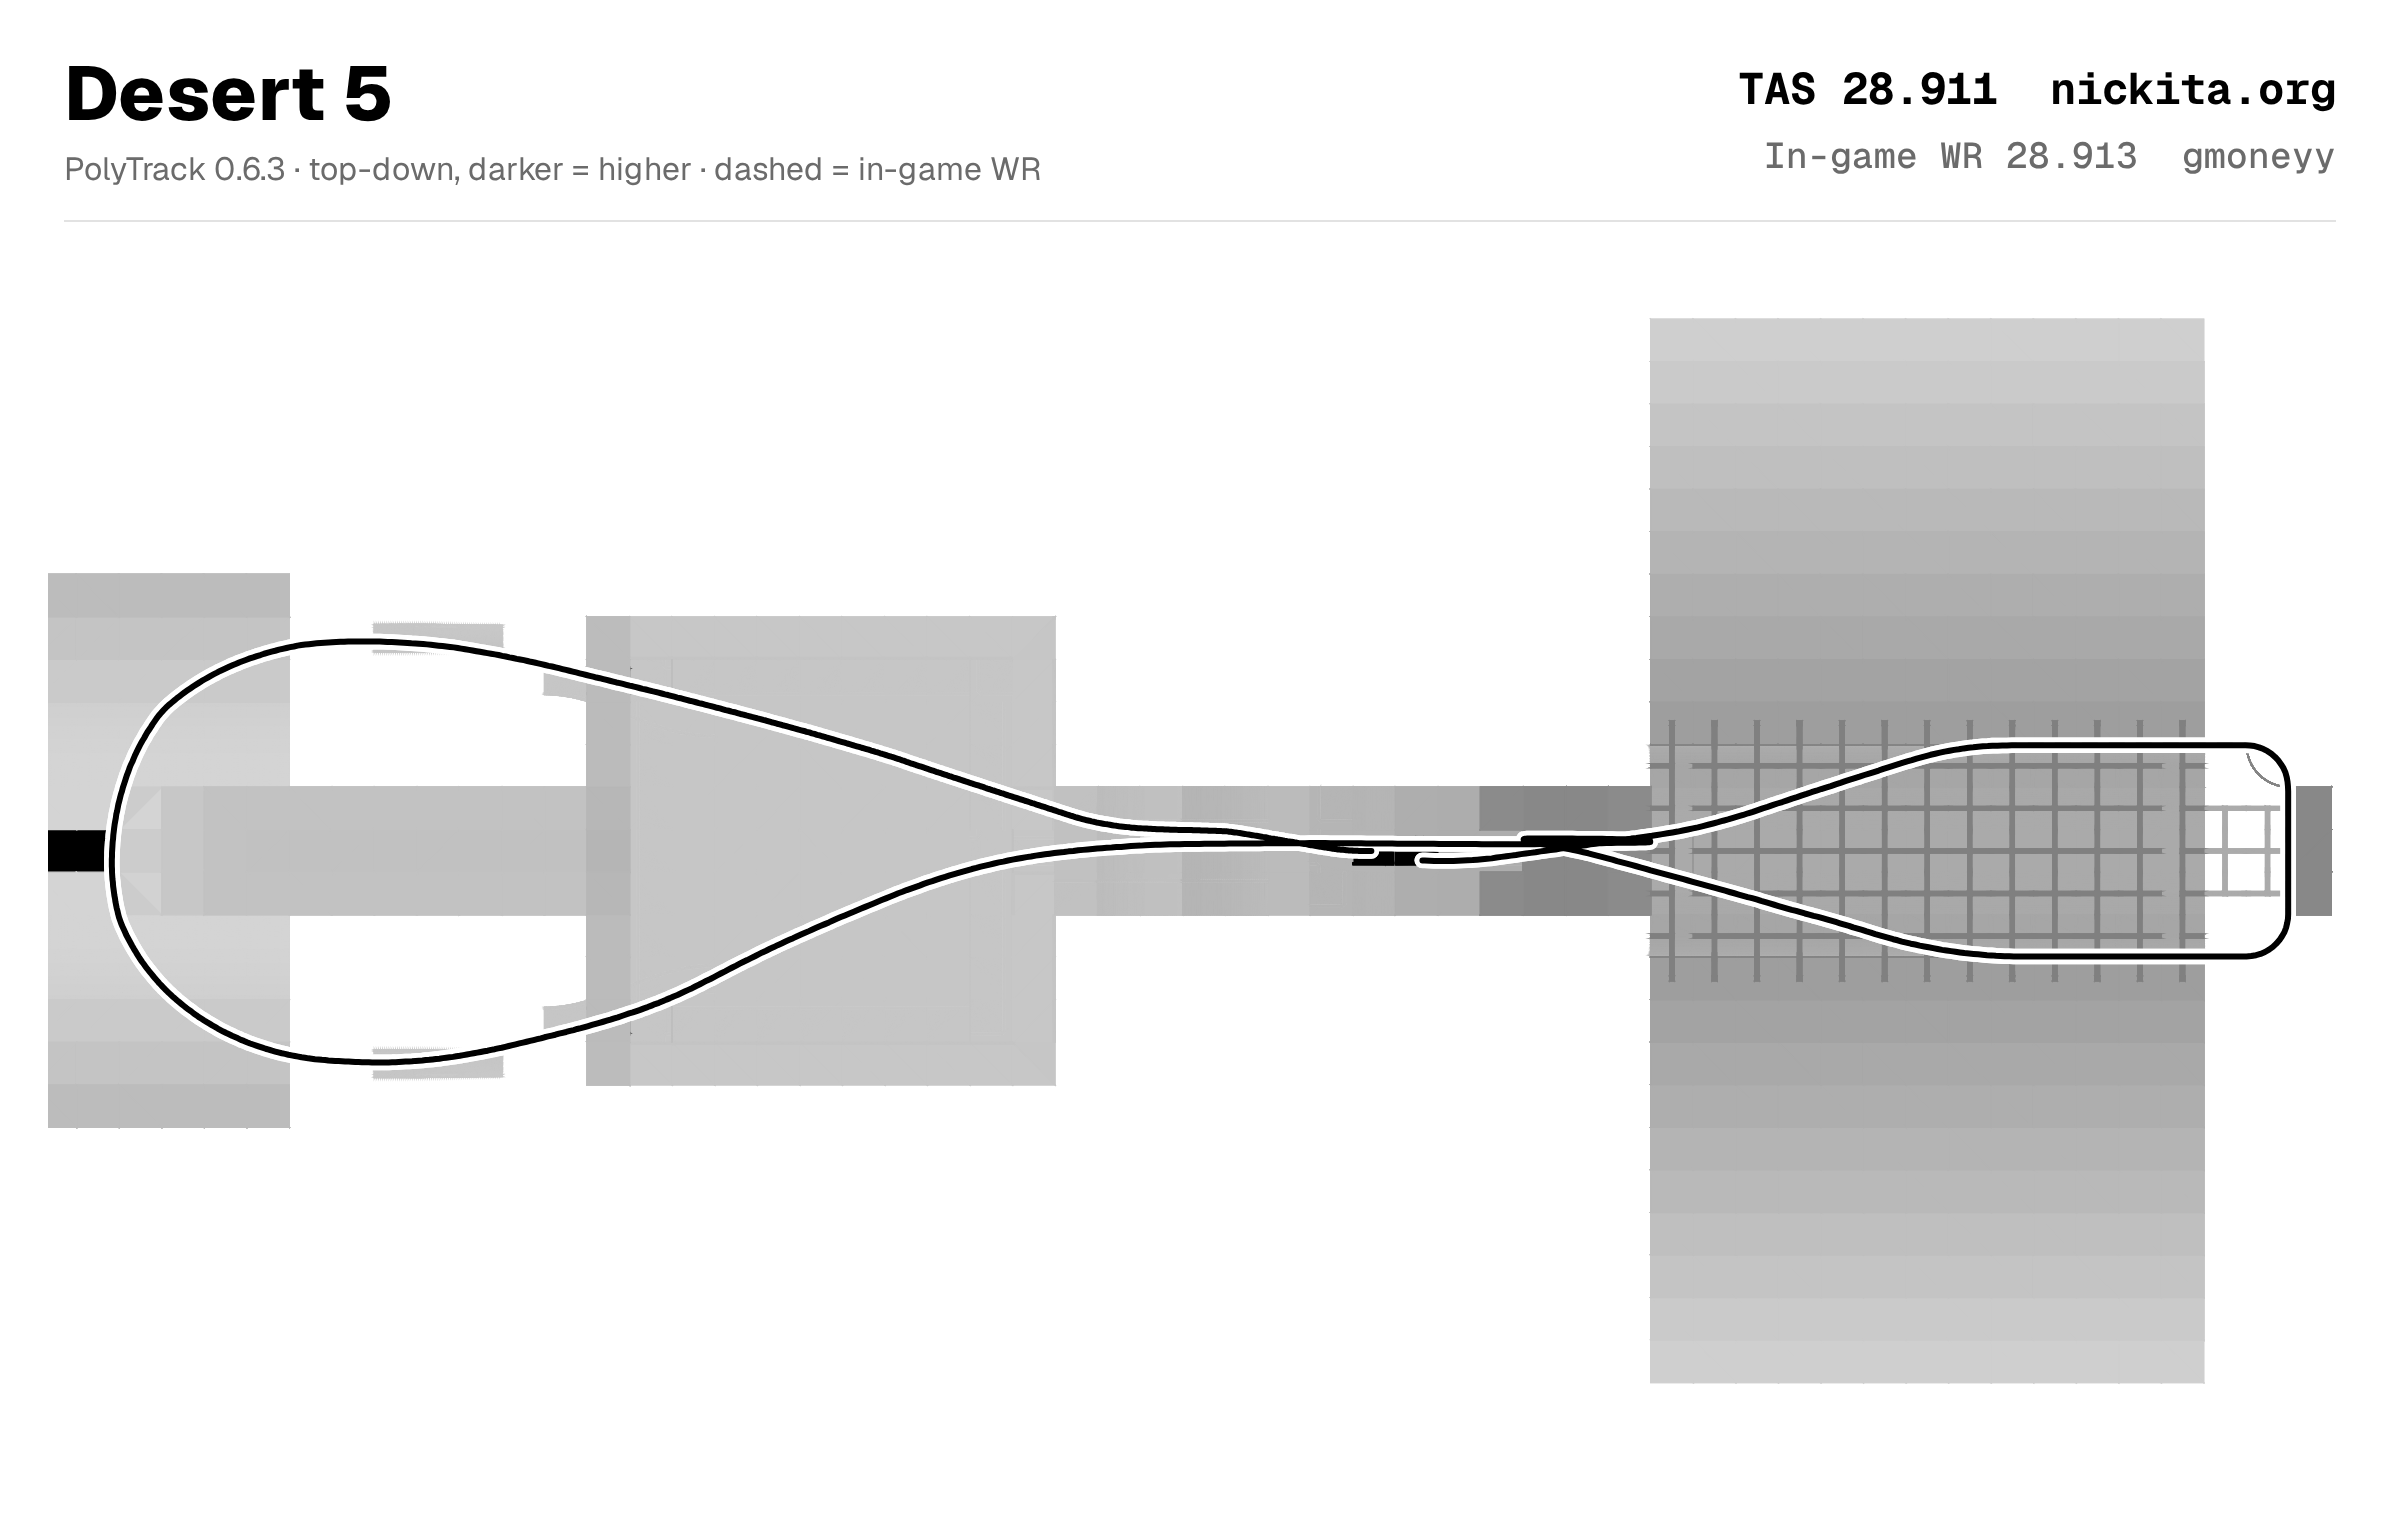 Desert 5
TAS 28.911 nickita.org
PolyTrack 0.6.3 · top-down, darker = higher · dashed = in-game WR
In-game WR 28.913 gmoneyy